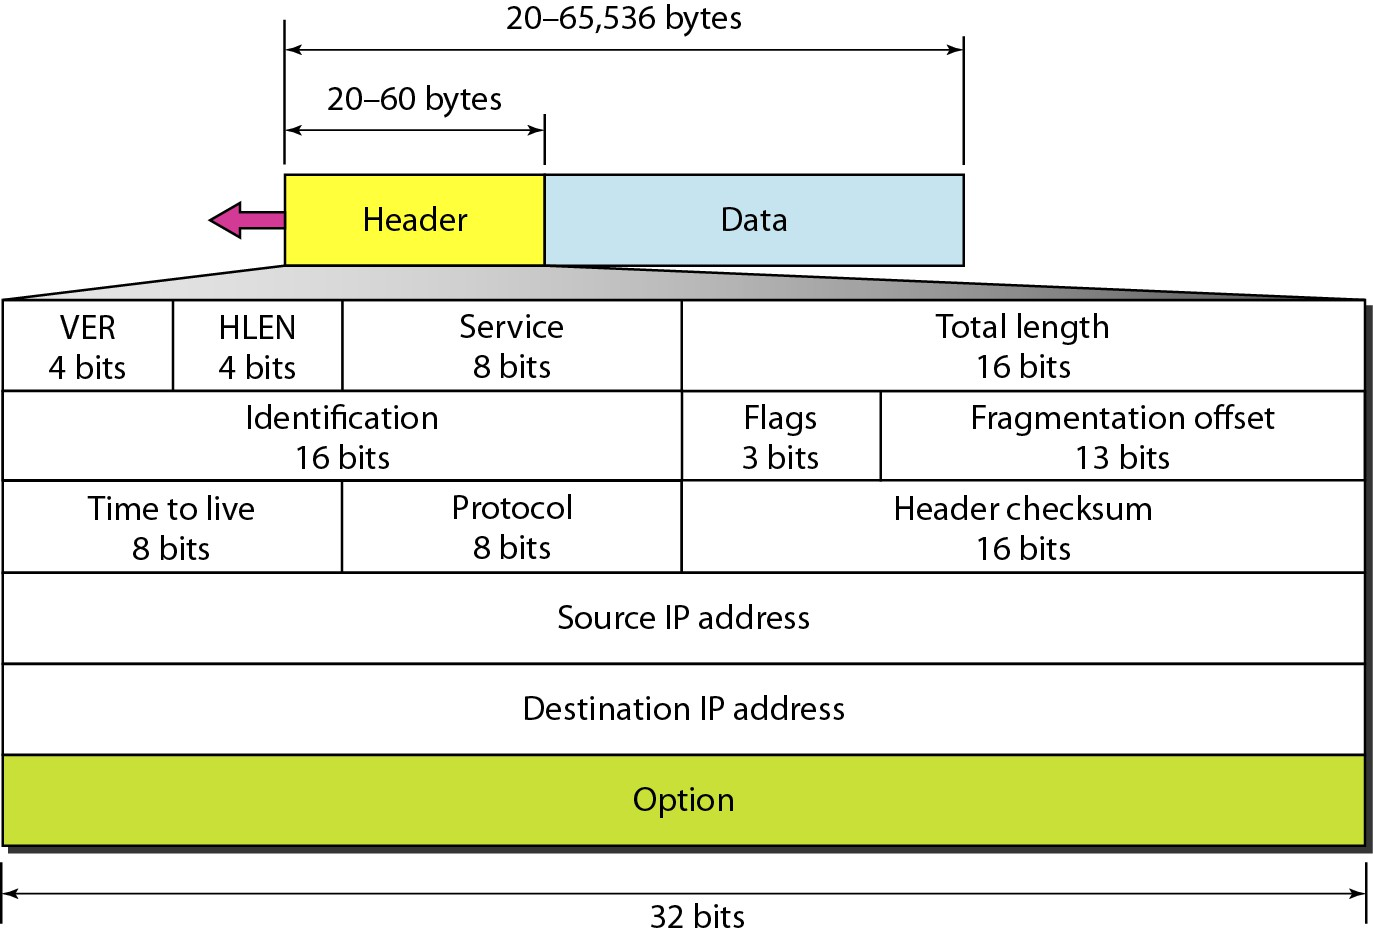 20–65,536 bytes
20–60 bytes
Header
Data
VER
4 bits
HLEN
4 bits
Service
8 bits
Total length
16 bits
Identification
16 bits
Flags
3 bits
Fragmentation offset
13 bits
Time to live
8 bits
Protocol
8 bits
Header checksum
16 bits
Source IP address
Destination IP address
Option
32 bits